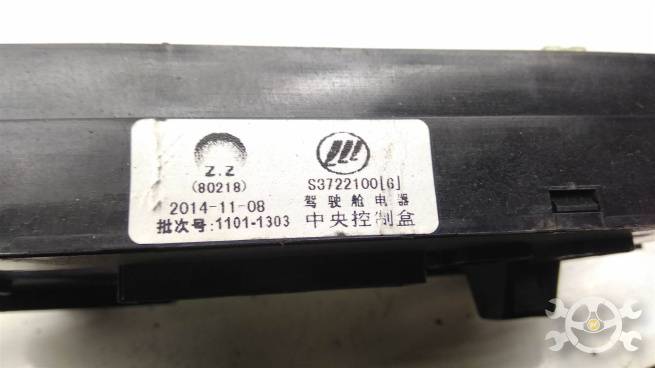 Z.Z
(80218)
2014-11-08
批次号:1101-1303
S3722100[6]
驾驶舱电器
中央控制盒